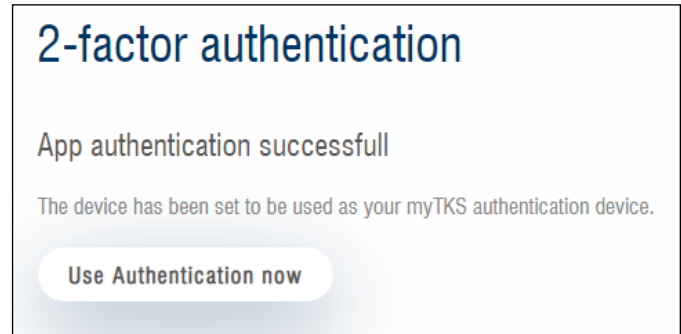 2-factor authentication
App authentication successfull
The device has been set to be used as your myTKS authentication device.
Use Authentication now